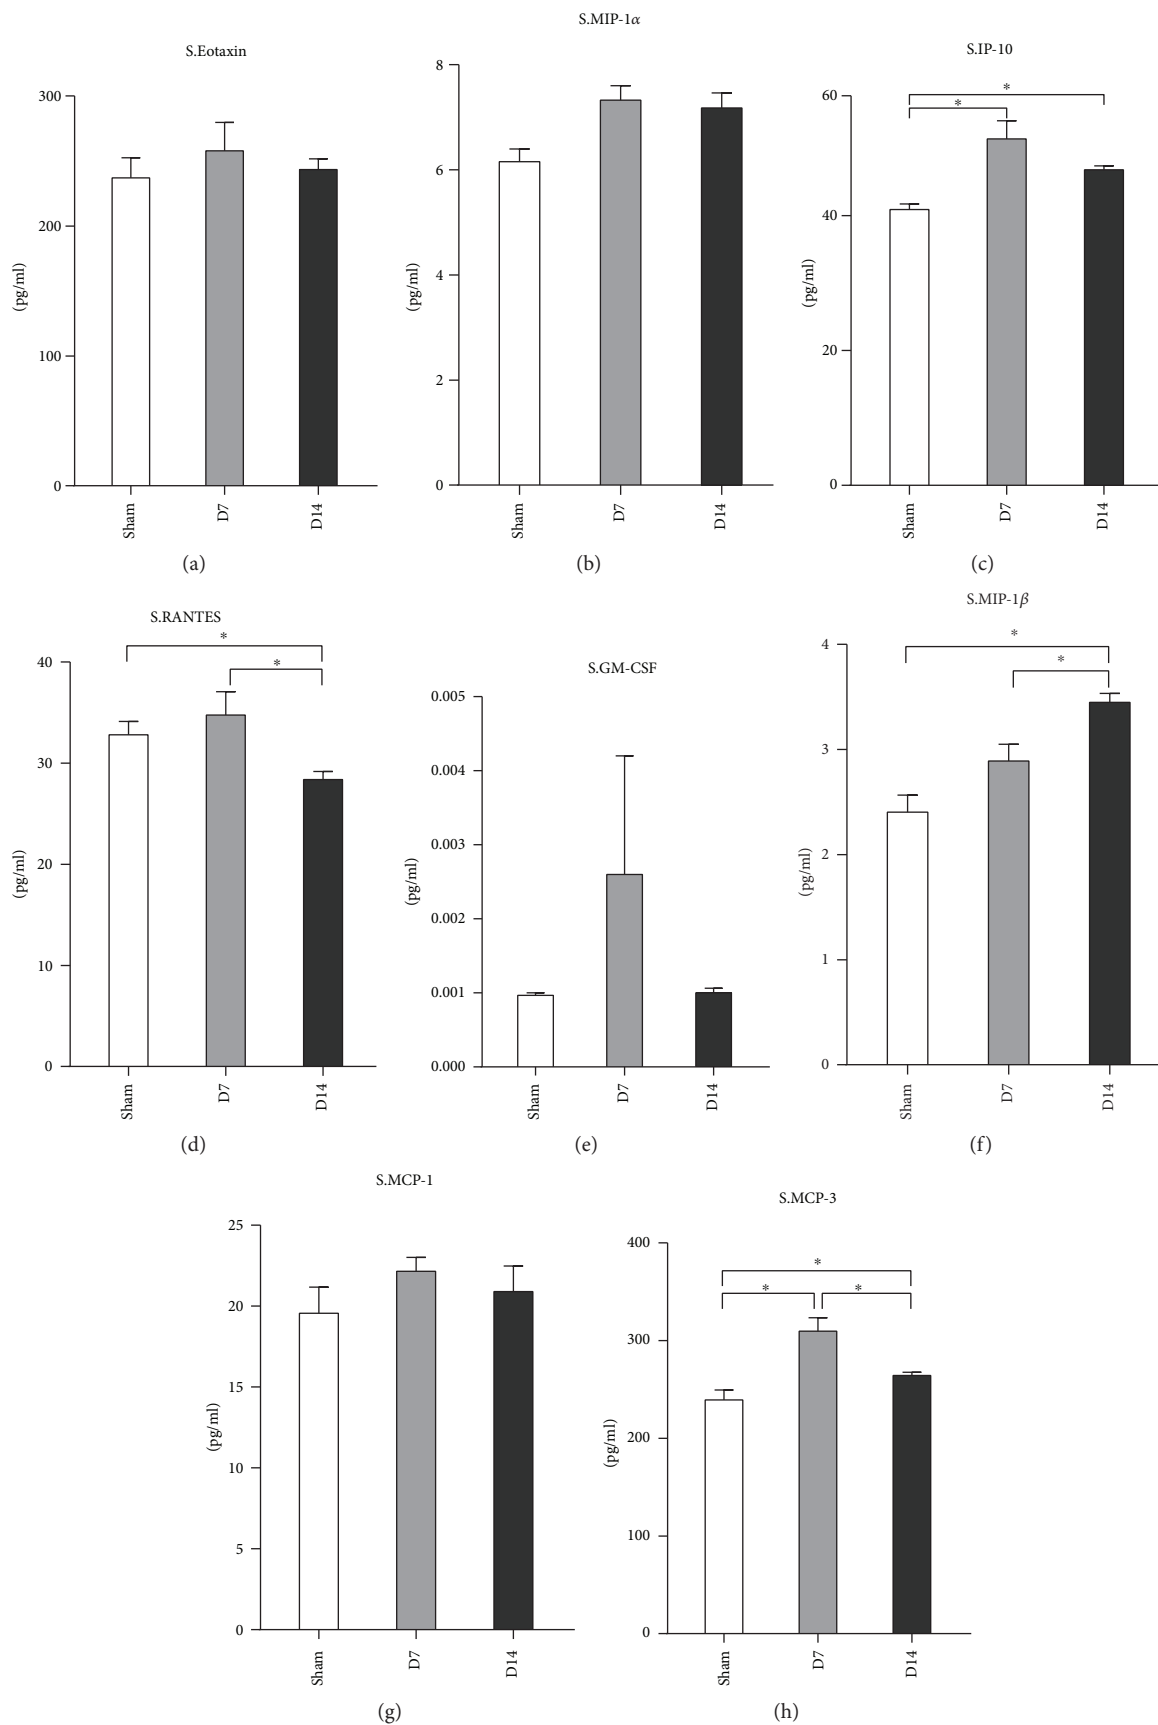 S.Eotaxin
300
200
100
0
(pg/ml)
Sham
D7
D14
(a)
S.MIP-1α
8
6
4
2
0
(pg/ml)
Sham
D7
D14
(b)
S.IP-10
60
40
20
0
(pg/ml)
*
*
Sham
D7
D14
(c)
S.RANTES
40
30
20
10
0
(pg/ml)
*
*
Sham
D7
D14
(d)
S.GM-CSF
0.005
0.004
0.003
0.002
0.001
0.000
(pg/ml)
Sham
D7
D14
(e)
S.MIP-1β
4
3
2
1
0
(pg/ml)
*
*
Sham
D7
D14
(f)
S.MCP-1
25
20
15
10
5
0
(pg/ml)
Sham
D7
D14
(g)
S.MCP-3
400
300
200
100
0
(pg/ml)
*
*
*
Sham
D7
D14
(h)